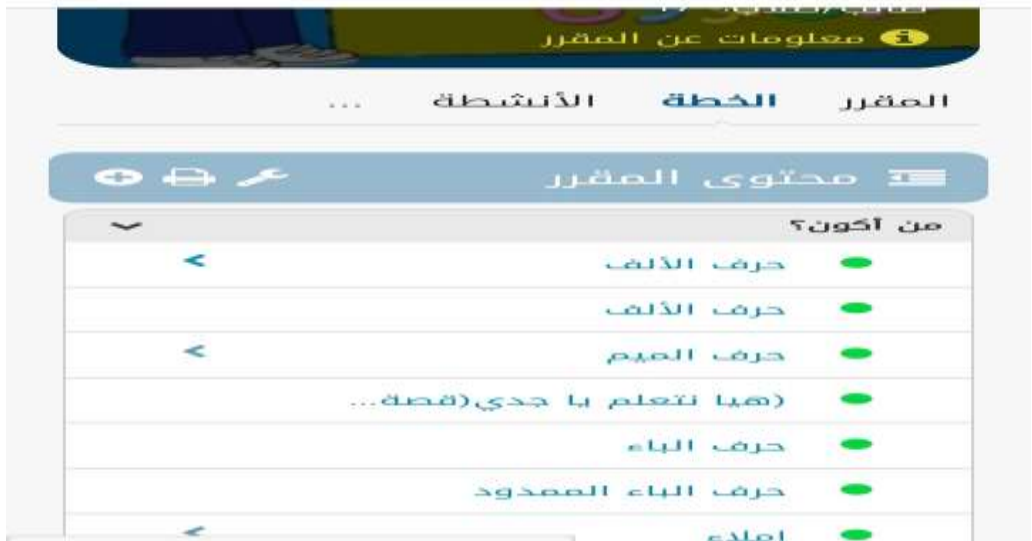 معلومات عن المقرر
المقرر الخطة الأنشطة ...
محتوى المقرر
من أكون؟
حرف الألف
حرف الألف
حرف الميم
(هيا نتعلم يا جدي(قصة...
حرف الباء
حرف الباء الممدود
إملاء